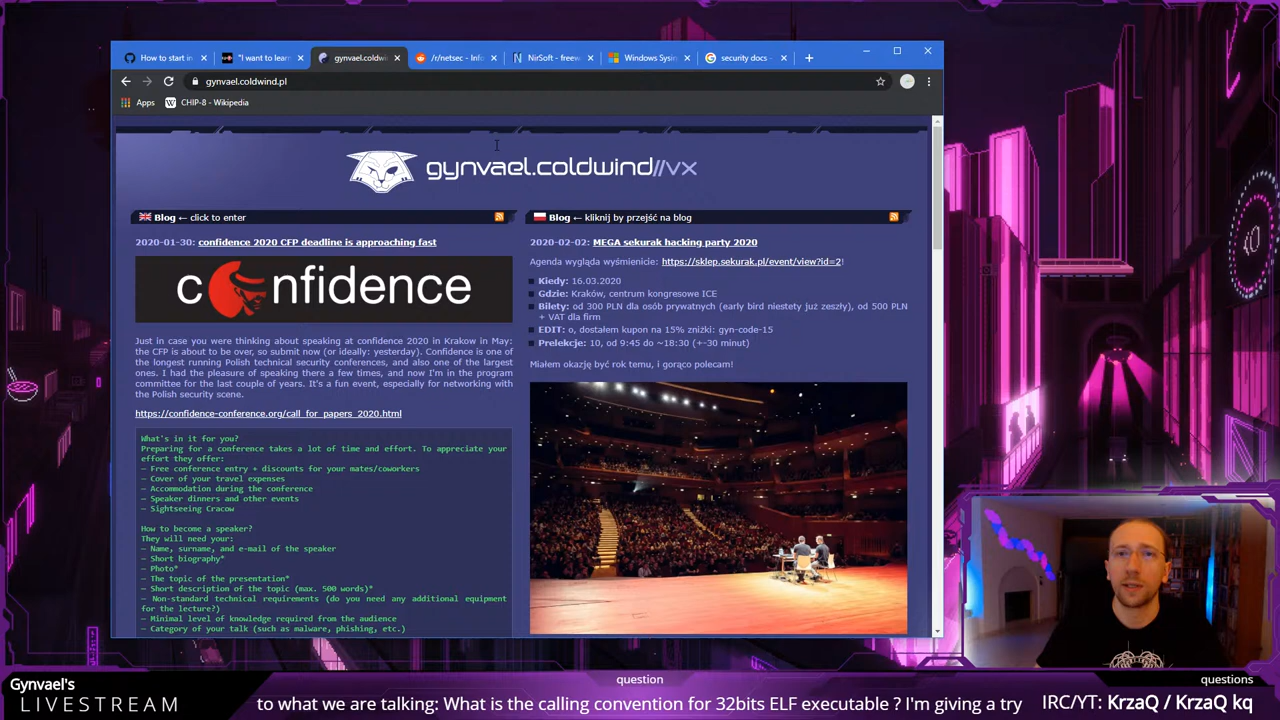 How to start in
"I want to learn
gynvael.coldwin
/r/netsec - Info
NirSoft - freew
Windows Sysin
security docs -
gynvael.coldwind.pl
Apps
CHIP-8 - Wikipedia
gynvael.coldwind//vx
Blog ← click to enter
2020-01-30: confidence 2020 CFP deadline is approaching fast
confidence
Just in case you were thinking about speaking at confidence 2020 in Krakow in May:
the CFP is about to be over, so submit now (or ideally: yesterday). Confidence is one of
the longest running Polish technical security conferences, and also one of the largest
ones. I had the pleasure of speaking there a few times, and now I'm in the program
committee for the last couple of years. It's a fun event, especially for networking with
the Polish security scene.
https://confidence-conference.org/call_for_papers_2020.html
What's in it for you?
Preparing for a conference takes a lot of time and effort. To appreciate your
effort they offer:
— Free conference entry + discounts for your mates/coworkers
— Cover of your travel expenses
— Accommodation during the conference
— Speaker dinners and other events
— Sightseeing Cracow
How to become a speaker?
They will need your:
— Name, surname, and e-mail of the speaker
— Short biography*
— Photo*
— The topic of the presentation*
— Short description of the topic (max. 500 words)*
— Non-standard technical requirements (do you need any additional equipment
for the lecture?)
— Minimal level of knowledge required from the audience
— Category of your talk (such as malware, phishing, etc.)
Blog ← kliknij by przejść na blog
2020-02-02: MEGA sekurak hacking party 2020
Agenda wygląda wyśmienicie: https://sklep.sekurak.pl/event/view?id=2!
Kiedy: 16.03.2020
Gdzie: Kraków, centrum kongresowe ICE
Bilety: od 300 PLN dla osób prywatnych (early bird niestety już zeszły), od 500 PLN
+ VAT dla firm
EDIT: o, dostałem kupon na 15% zniżki: gyn-code-15
Prelekcje: 10, od 9:45 do ~18:30 (+-30 minut)
Miałem okazję być rok temu, i gorąco polecam!
Gynvael's
LIVESTREAM
question
to what we are talking: What is the calling convention for 32bits ELF executable ? I'm giving a try
questions
IRC/YT: KrzaQ / KrzaQ kq